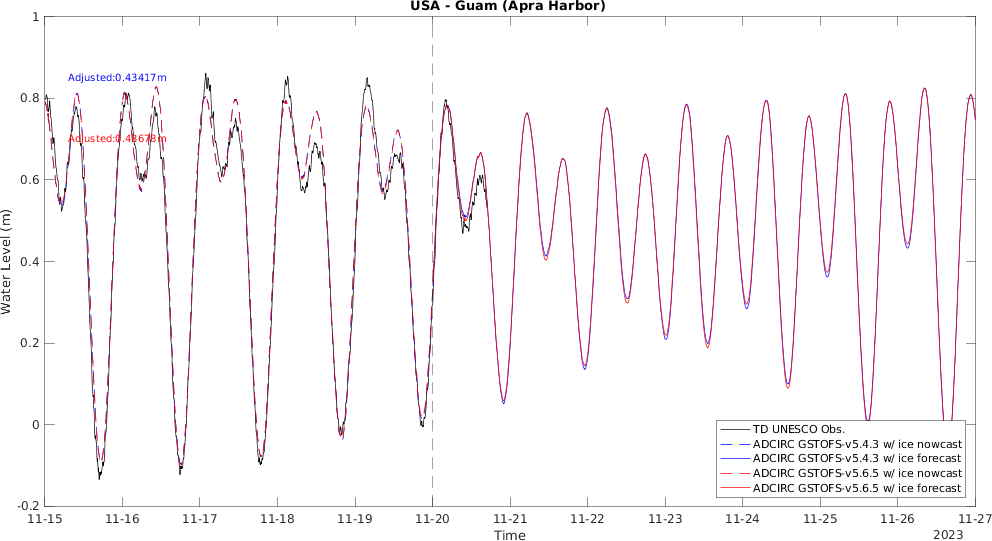 USA - Guam (Apra Harbor)
1
0.8
0.6
0.4
0.2
0
-0.2
Water Level (m)
Adjusted:0.43417m
Adjusted:0.43678m
TD UNESCO Obs.
ADCIRC GSTOFS-v5.4.3 w/ ice nowcast
ADCIRC GSTOFS-v5.4.3 w/ ice forecast
ADCIRC GSTOFS-v5.6.5 w/ ice nowcast
ADCIRC GSTOFS-v5.6.5 w/ ice forecast
11-15 11-16 11-17 11-18 11-19 11-20 11-21 11-22 11-23 11-24 11-25 11-26 11-27
Time
2023